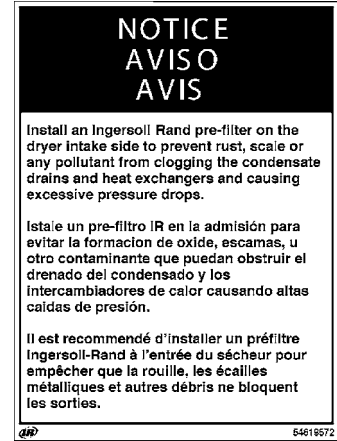 NOTICE
AVISO
AVIS
Install an Ingersoll Rand pre-filter on the
dryer intake side to prevent rust, scale or
any pollutant from clogging the condensate
drains and heat exchangers and causing
excessive pressure drops.
Istale un pre-filtro IR en la admisión para
evitar la formacion de oxide, escamas, u
otro contaminante que puedan obstruir el
drenado del condensado y los
intercambiadores de calor causando altas
caidas de presión.
Il est recommendé d'installer un préfiltre
Ingersoll-Rand à l'entrée du sécheur pour
empêcher que la rouille, les écailles
métalliques et autres débris ne bloquent
les sorties.
IR
54619572